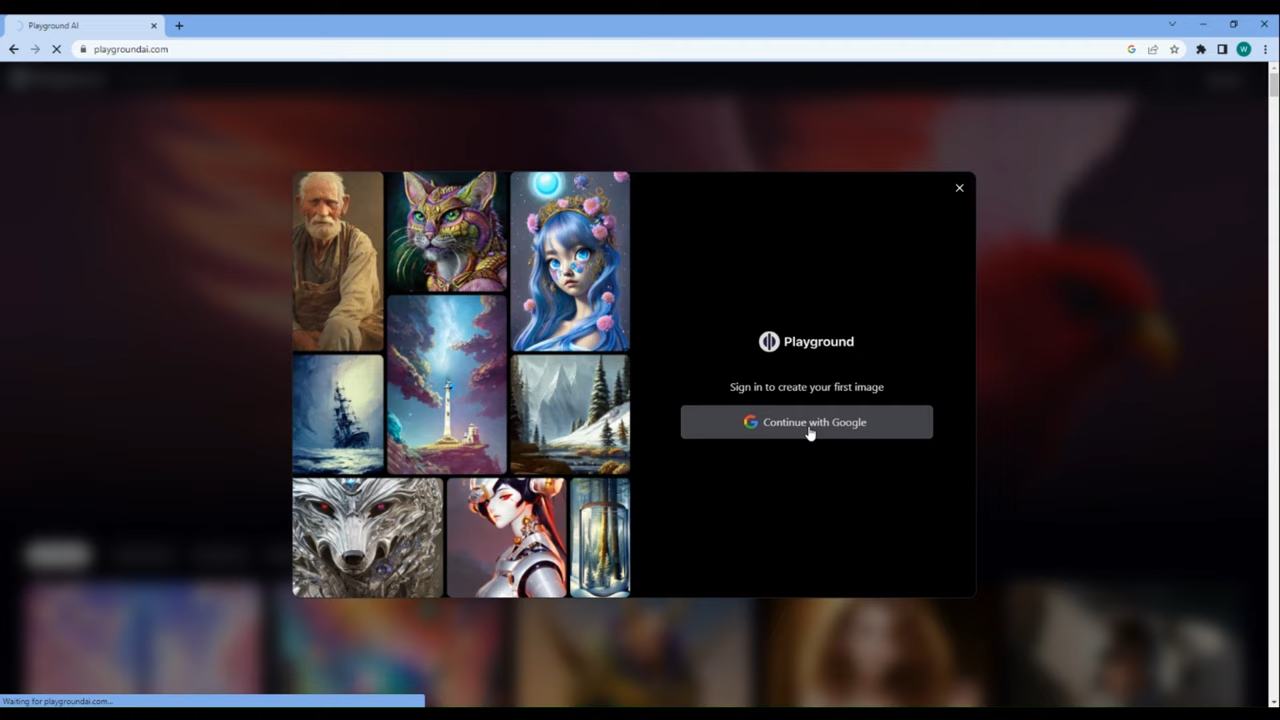 Playground AI
playgroundai.com
W
Playground
Sign in to create your first image
Continue with Google
Waiting for playgroundai.com...